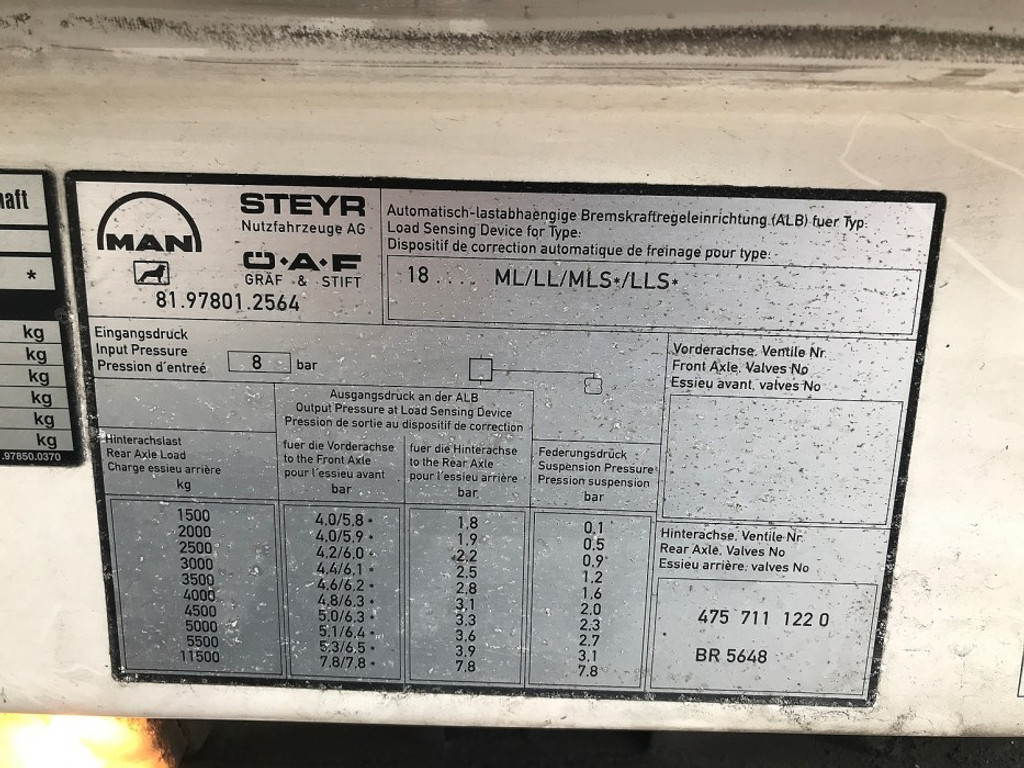 haft
*
kg
kg
kg
kg
kg
kg
.97850.0370
MAN
STEYR
Nutzfahrzeuge AG
Ö·A·F
GRÄF & STIFT
81.97801.2564
Automatisch-lastabhaengige Bremskraftregeleinrichtung (ALB) fuer Typ:
Load Sensing Device for Type:
Dispositif de correction automatique de freinage pour type:
18 .... ML/LL/MLS*/LLS*
Eingangsdruck
Input Pressure
Pression d'entreé
8 bar
Ausgangsdruck an der ALB
Output Pressure at Load Sensing Device
Pression de sortie au dispositif de correction
Hinterachslast
Rear Axle Load
Charge essieu arrière
kg
fuer die Vorderachse
to the Front Axle
pour l'essieu avant
bar
fuer die Hinterachse
to the Rear Axle
pour l'essieu arrière
bar
Federungsdruck
Suspension Pressure
Pression suspension
bar
1500 4.0/5.8 * 1.8 0.1
2000 4.0/5.9 * 1.9 0.5
2500 4.2/6.0 * 2.2 0.9
3000 4.4/6.1 * 2.5 1.2
3500 4.6/6.2 * 2.8 1.6
4000 4.8/6.3 * 3.1 2.0
4500 5.0/6.3 * 3.3 2.3
5000 5.1/6.4 * 3.6 2.7
5500 5.3/6.5 * 3.9 3.1
11500 7.8/7.8 * 7.8 7.8
Vorderachse, Ventile Nr.
Front Axle, Valves No
Essieu avant, valves No
Hinterachse, Ventile Nr.
Rear Axle, Valves No
Essieu arrière, valves No
475 711 122 0
BR 5648